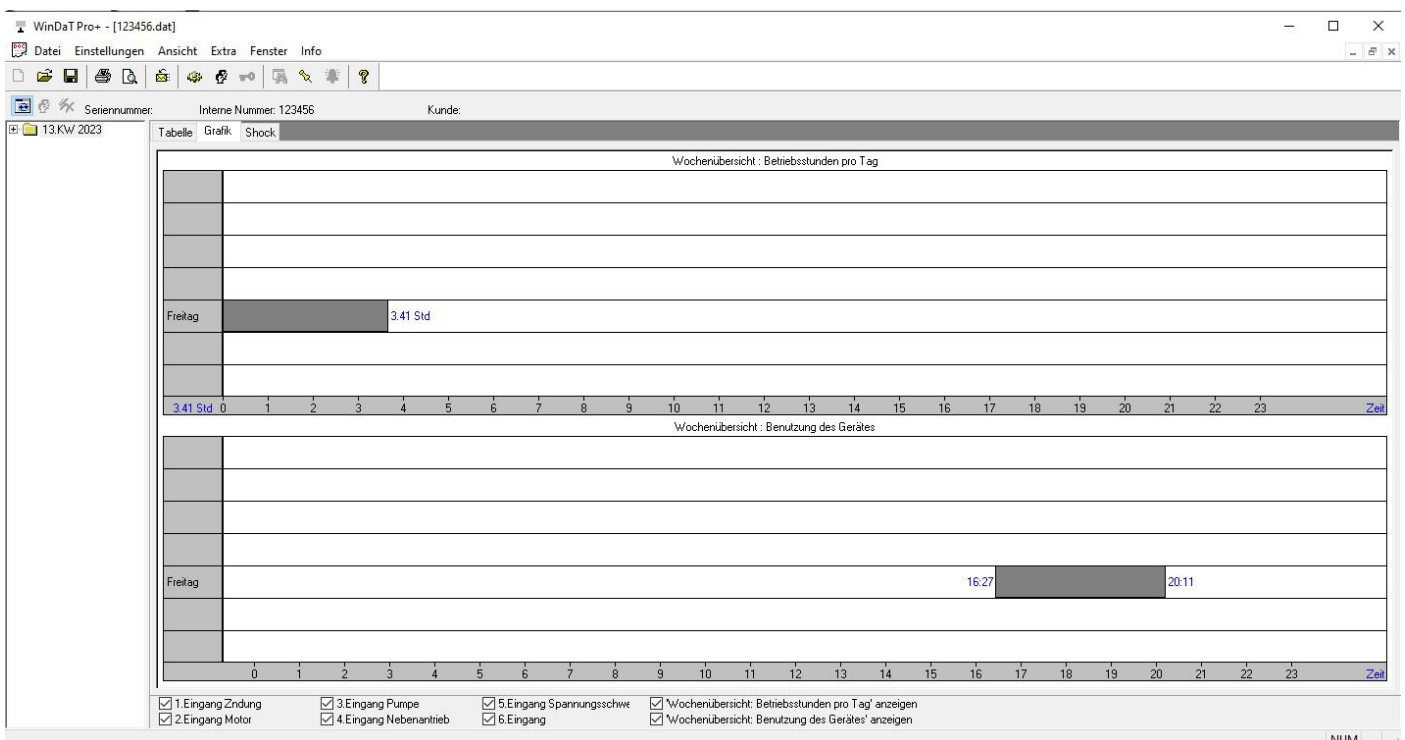 WinDaT Pro+ - [123456.dat]
Datei Einstellungen Ansicht Extra Fenster Info
Seriennummer: Interne Nummer: 123456 Kunde:
13.KW 2023
Tabelle Grafik Shock
Wochenübersicht : Betriebsstunden pro Tag
Freitag 3.41 Std
3.41 Std 0 1 2 3 4 5 6 7 8 9 10 11 12 13 14 15 16 17 18 19 20 21 22 23 Zeit
Wochenübersicht : Benutzung des Gerätes
Freitag 16:27 20:11
0 1 2 3 4 5 6 7 8 9 10 11 12 13 14 15 16 17 18 19 20 21 22 23 Zeit
1.Eingang Zndung 3.Eingang Pumpe 5.Eingang Spannungsschwe 'Wochenübersicht: Betriebsstunden pro Tag' anzeigen
2.Eingang Motor 4.Eingang Nebenantrieb 6.Eingang 'Wochenübersicht: Benutzung des Gerätes' anzeigen
NUM